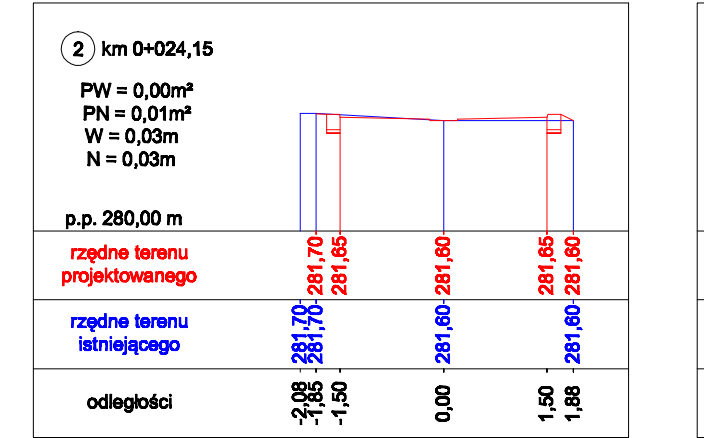 2 km 0+024,15
PW = 0,00m²
PN = 0,01m²
W = 0,03m
N = 0,03m
p.p. 280,00 m
rzędne terenu
projektowanego
281,70 281,65 281,60 281,65 281,60
rzędne terenu
istniejącego
281,70 281,70 281,60 281,60
odległości
-2,08 -1,85 -1,50 0,00 1,50 1,88